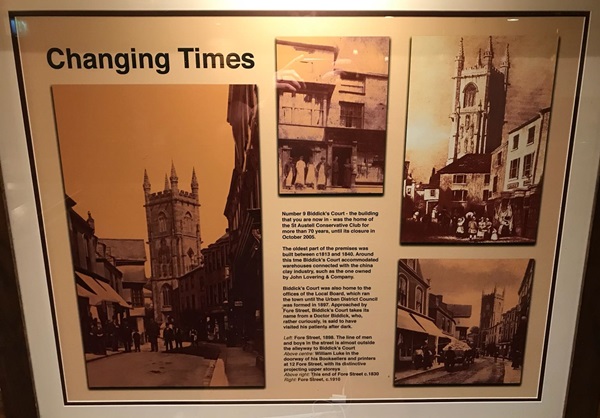 Changing Times
Number 9 Biddick's Court - the building
that you are now in - was the home of
the St Austell Conservative Club for
more than 70 years, until its closure in
October 2005.
The oldest part of the premises was
built between c1813 and 1840. Around
this time Biddick's Court accommodated
warehouses connected with the china
clay industry, such as the one owned
by John Lovering & Company.
Biddick's Court was also home to the
offices of the Local Board, which ran
the town until the Urban District Council
was formed in 1897. Approached by
Fore Street, Biddick's Court takes its
name from a Doctor Biddick, who,
rather curiously, is said to have
visited his patients after dark.
Left: Fore Street, 1898. The line of men
and boys in the street is almost outside
the alleyway to Biddick's Court
Above centre: William Luke in the
doorway of his Booksellers and printers
at 12 Fore Street, with its distinctive
projecting upper storeys
Above right: This end of Fore Street c.1830
Right: Fore Street, c.1910